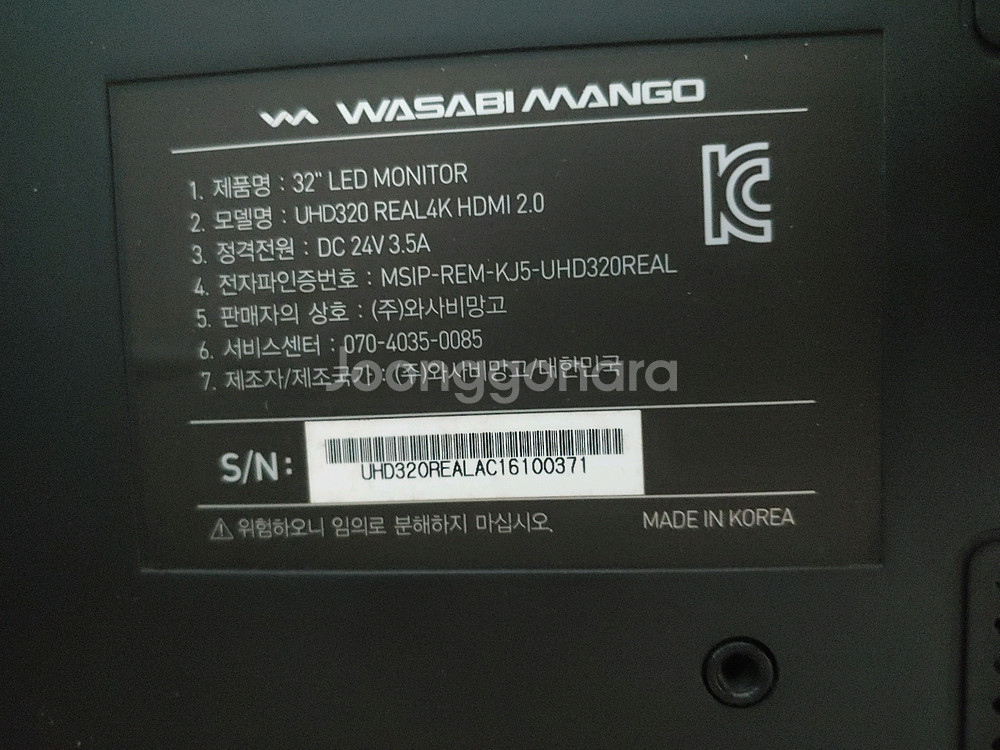 WASABI MANGO
1. 제품명 : 32" LED MONITOR
2. 모델명 : UHD320 REAL4K HDMI 2.0
3. 정격전원 : DC 24V 3.5A
4. 전자파인증번호 : MSIP-REM-KJ5-UHD320REAL
5. 판매자의 상호 : (주)와사비망고
6. 서비스센터 : 070-4035-0085
Joonggonara
7. 제조자/제조국가 : (주)와사비망고/대한민국
S/N :
UHD320REALAC16100371
⚠ 위험하오니 임의로 분해하지 마십시오.
MADE IN KOREA